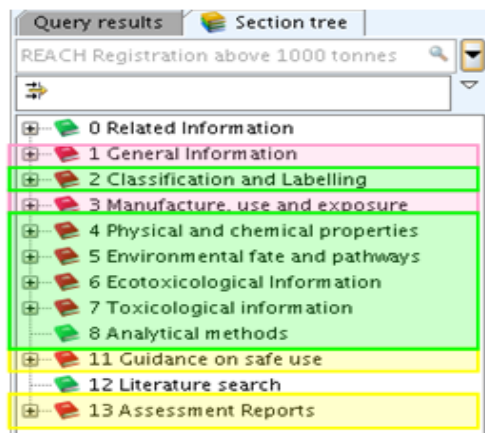 Query results Section tree
REACH Registration above 1000 tonnes
0 Related Information
1 General Information
2 Classification and Labelling
3 Manufacture, use and exposure
4 Physical and chemical properties
5 Environmental fate and pathways
6 Ecotoxicological Information
7 Toxicological information
8 Analytical methods
11 Guidance on safe use
12 Literature search
13 Assessment Reports